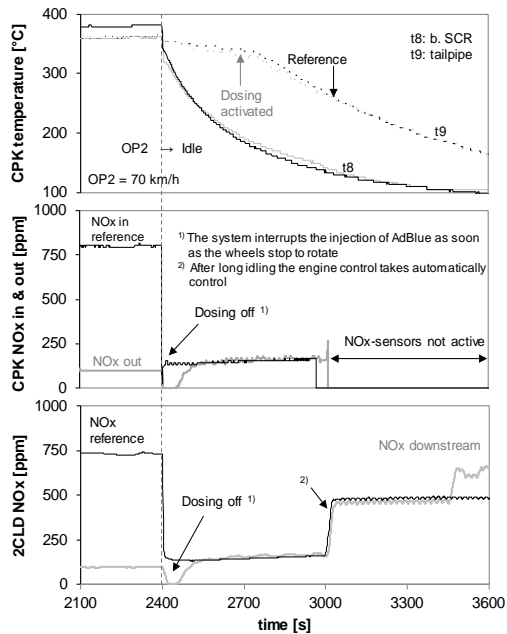 400
300
200
100
CPK temperature [°C]
t8: b. SCR
t9: tailpipe
Reference
Dosing
activated
OP2 → Idle
OP2 = 70 km/h
t9
t8
1000
750
500
250
0
CPK NOx in & out [ppm]
NOx in
reference
1) The system interrupts the injection of AdBlue as soon
as the wheels stop to rotate
2) After long idling the engine control takes automatically
control
Dosing off 1)
NOx out
NOx-sensors not active
1000
750
500
250
0
2CLD NOx [ppm]
NOx
reference
NOx downstream
Dosing off 1)
2)
2100 2400 2700 3000 3300 3600
time [s]